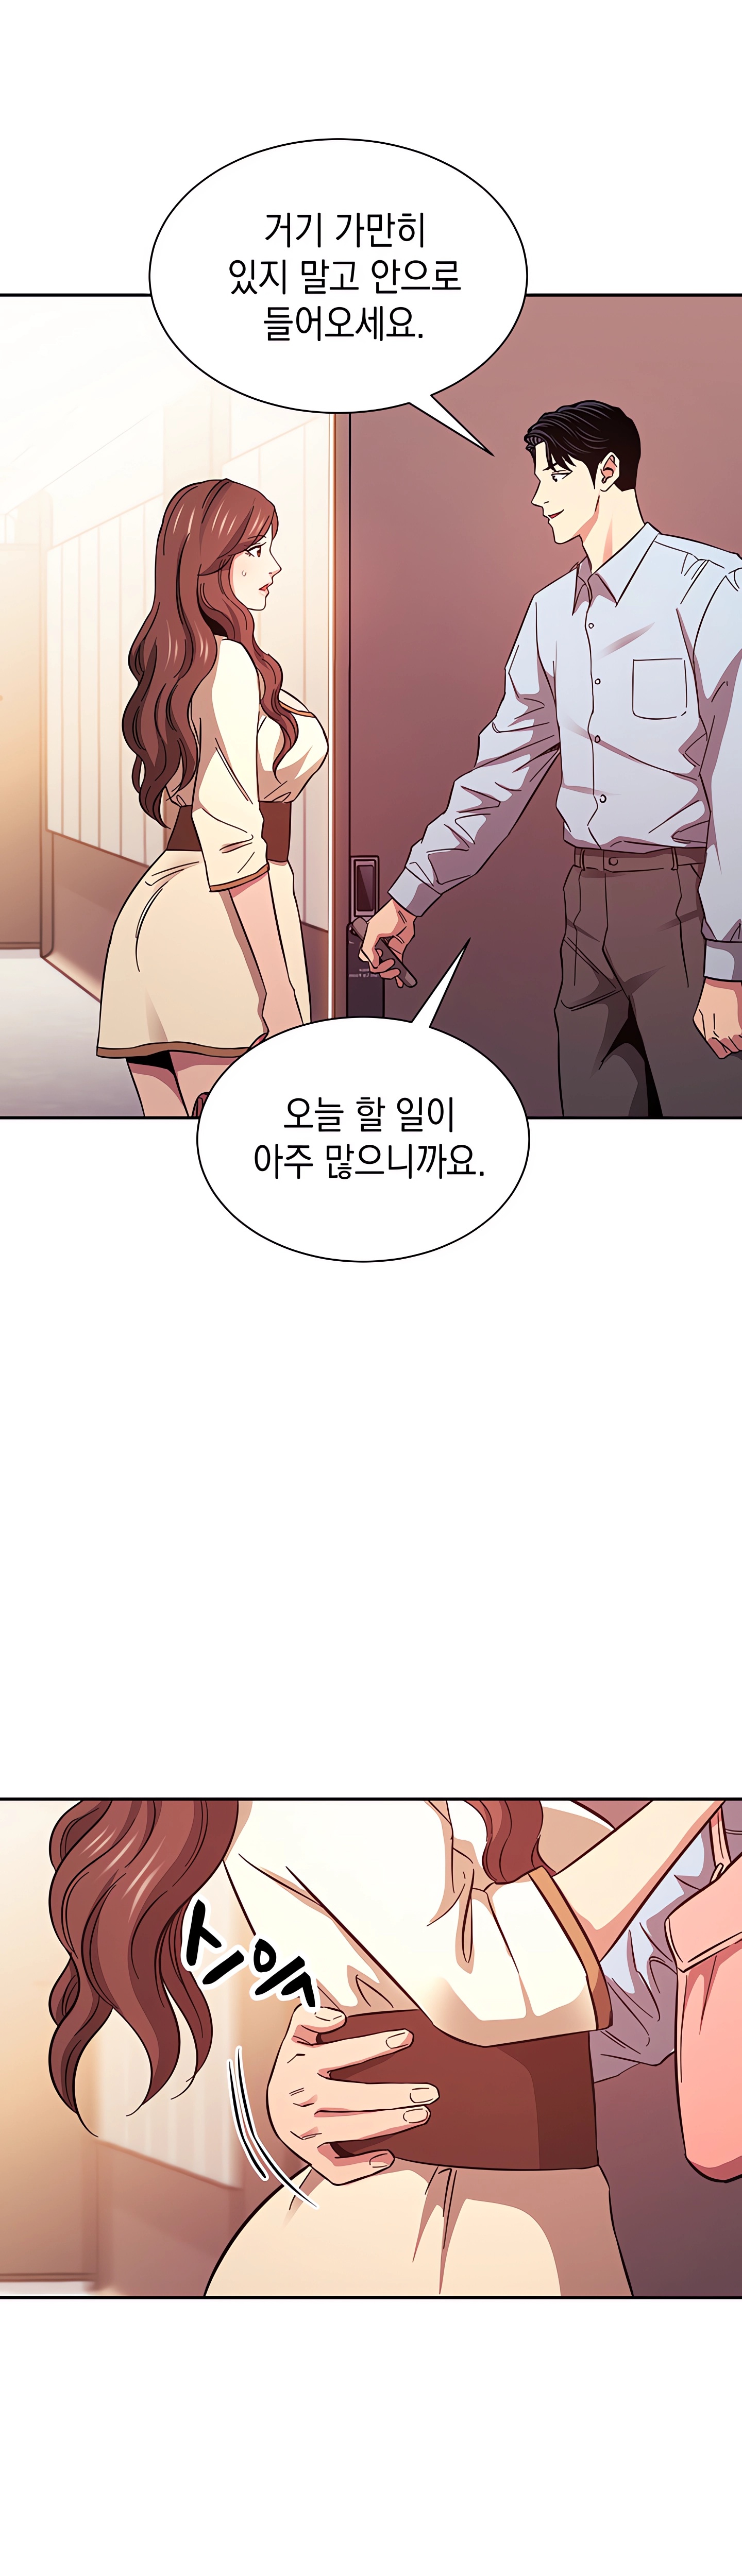 거기 가만히
있지 말고 안으로
들어오세요.
오늘 할 일이
아주 많으니까요.
스윽